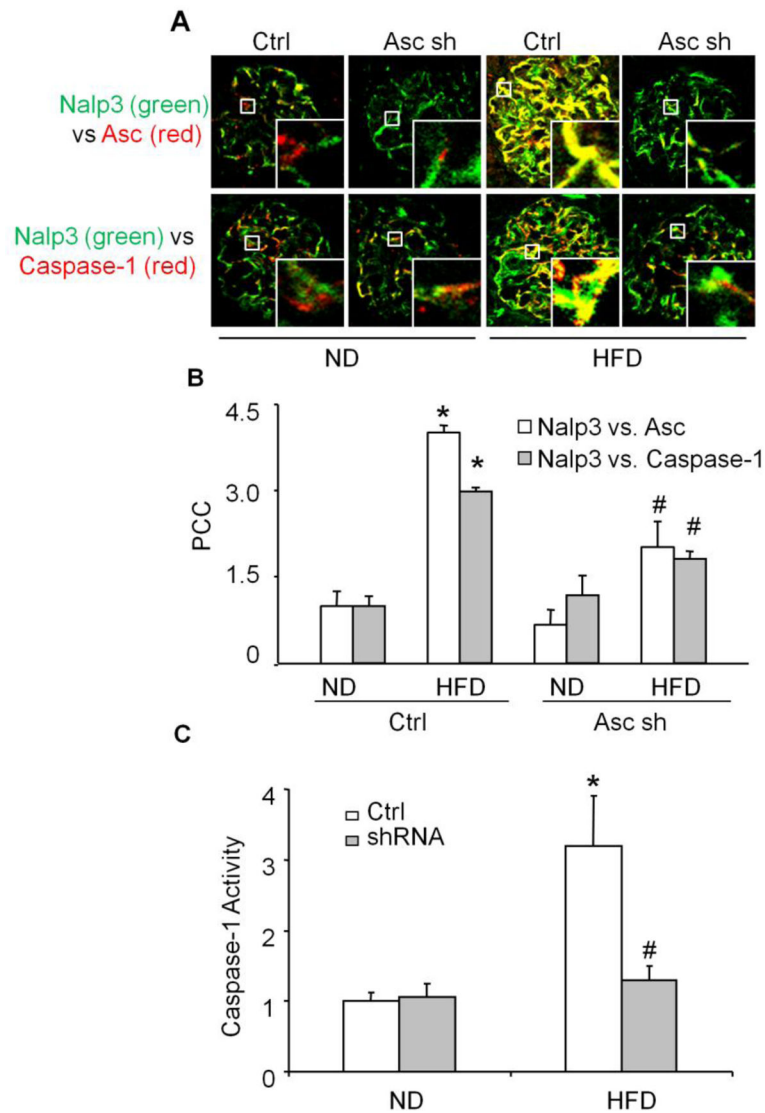 A
Ctrl Asc sh Ctrl Asc sh
Nalp3 (green)
vs Asc (red)
Nalp3 (green) vs
Caspase-1 (red)
ND HFD
B
4.5
3.0
1.5
0
PCC
* *
# #
Nalp3 vs. Asc
Nalp3 vs. Caspase-1
ND HFD ND HFD
Ctrl Asc sh
C
4
3
2
1
0
Caspase-1 Activity
Ctrl
shRNA
*
#
ND HFD